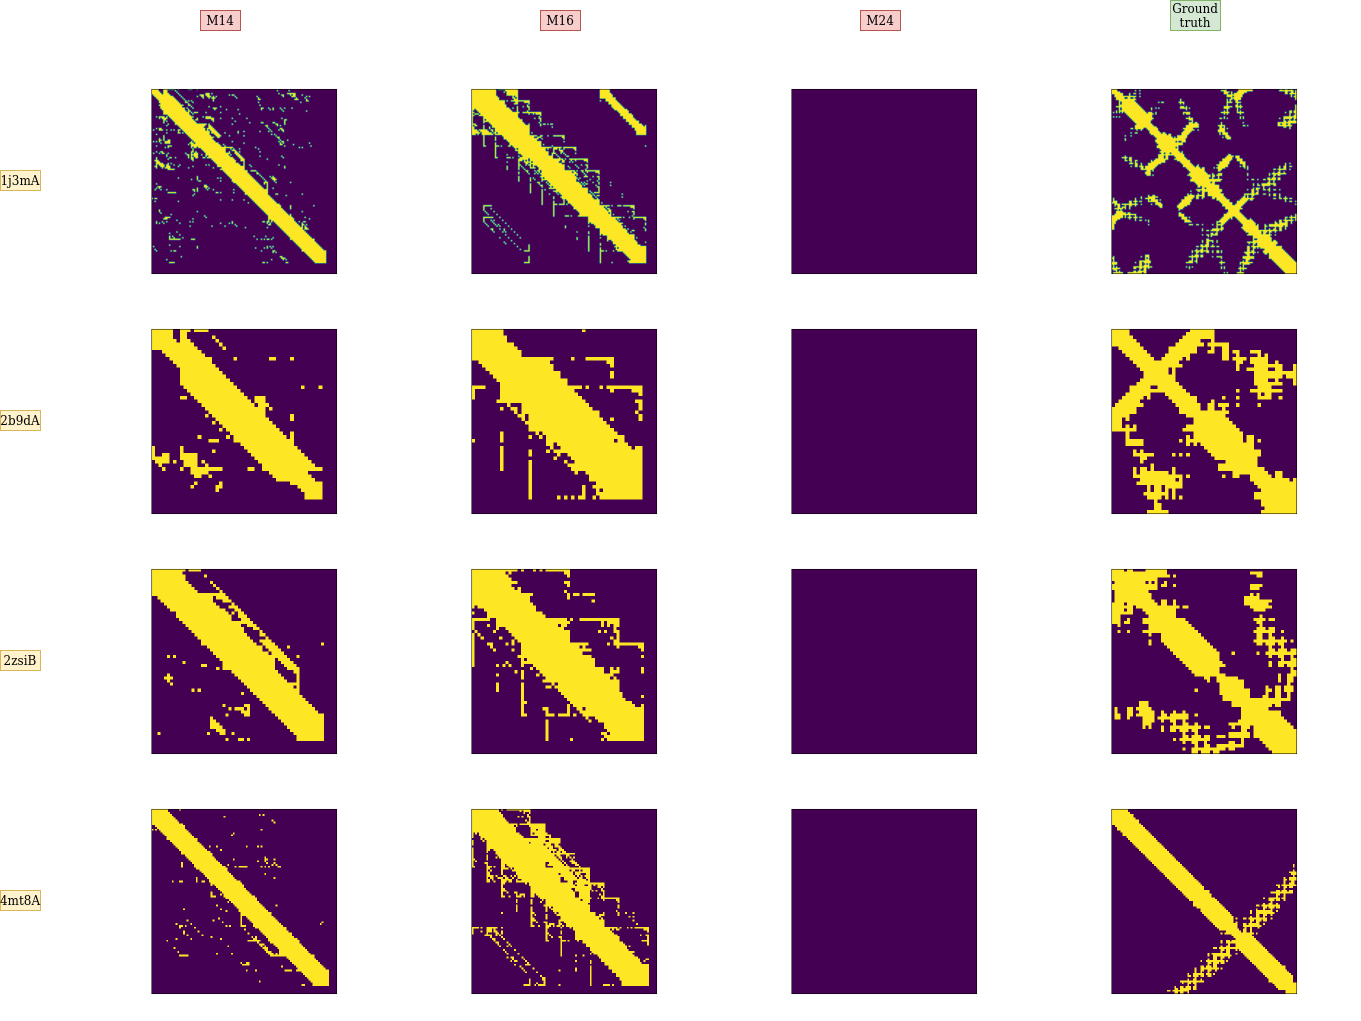 M14
M16
M24
Ground
truth
1j3mA
2b9dA
2zsiB
4mt8A